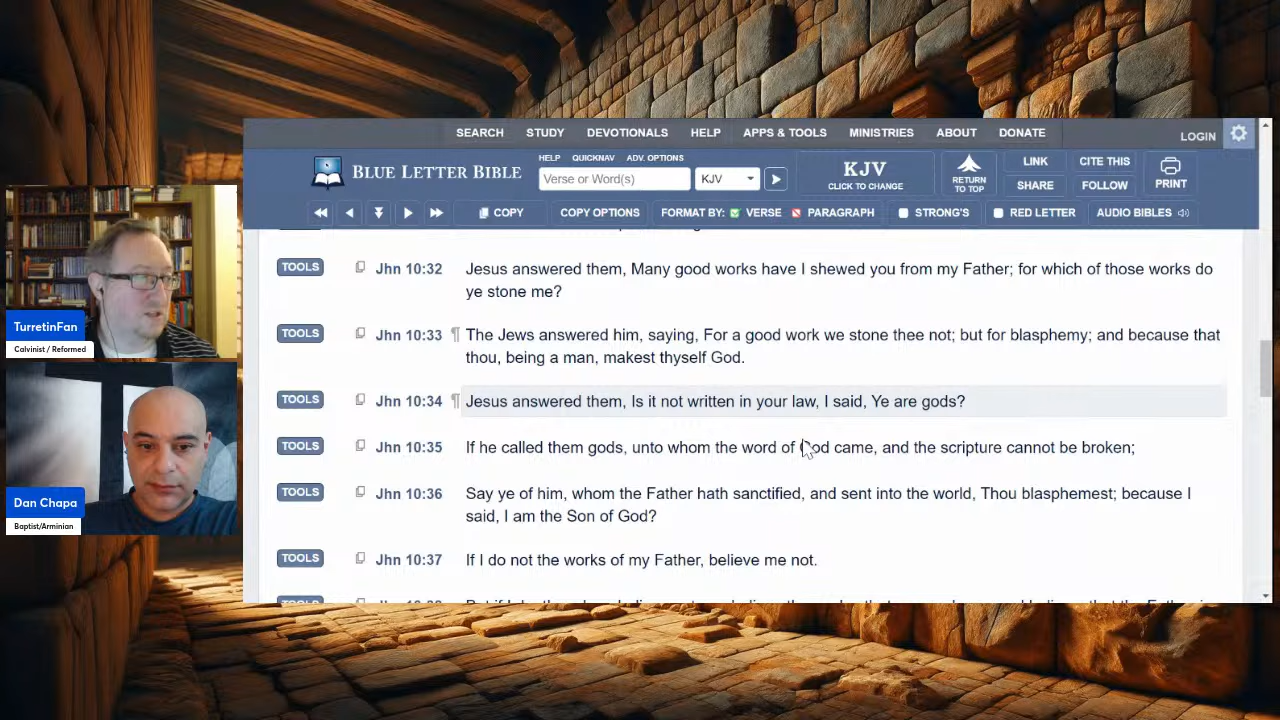 SEARCH STUDY DEVOTIONALS HELP APPS & TOOLS MINISTRIES ABOUT DONATE LOGIN
HELP QUICKNAV ADV. OPTIONS
BLUE LETTER BIBLE
Verse or Word(s)
KJV
KJV
CLICK TO CHANGE
RETURN
TO TOP
LINK
CITE THIS
SHARE
FOLLOW
PRINT
COPY COPY OPTIONS FORMAT BY: VERSE PARAGRAPH STRONG'S RED LETTER AUDIO BIBLES
TOOLS Jhn 10:32 Jesus answered them, Many good works have I shewed you from my Father; for which of those works do
ye stone me?
TOOLS Jhn 10:33 ¶ The Jews answered him, saying, For a good work we stone thee not; but for blasphemy; and because that
thou, being a man, makest thyself God.
TOOLS Jhn 10:34 ¶ Jesus answered them, Is it not written in your law, I said, Ye are gods?
TOOLS Jhn 10:35 If he called them gods, unto whom the word of God came, and the scripture cannot be broken;
TOOLS Jhn 10:36 Say ye of him, whom the Father hath sanctified, and sent into the world, Thou blasphemest; because I
said, I am the Son of God?
TOOLS Jhn 10:37 If I do not the works of my Father, believe me not.
TurretinFan
Calvinist / Reformed
Dan Chapa
Baptist/Arminian